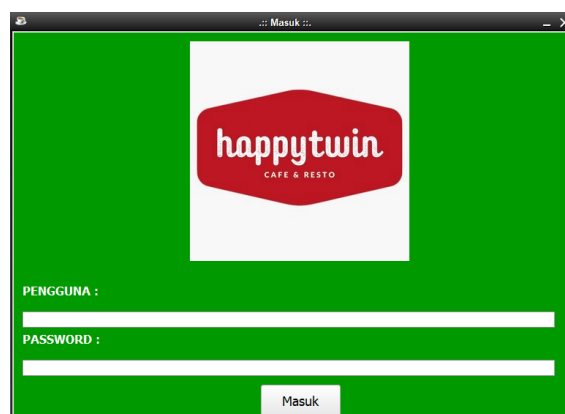 .:: Masuk ::.
happytwin
CAFE & RESTO
PENGGUNA :
PASSWORD :
Masuk